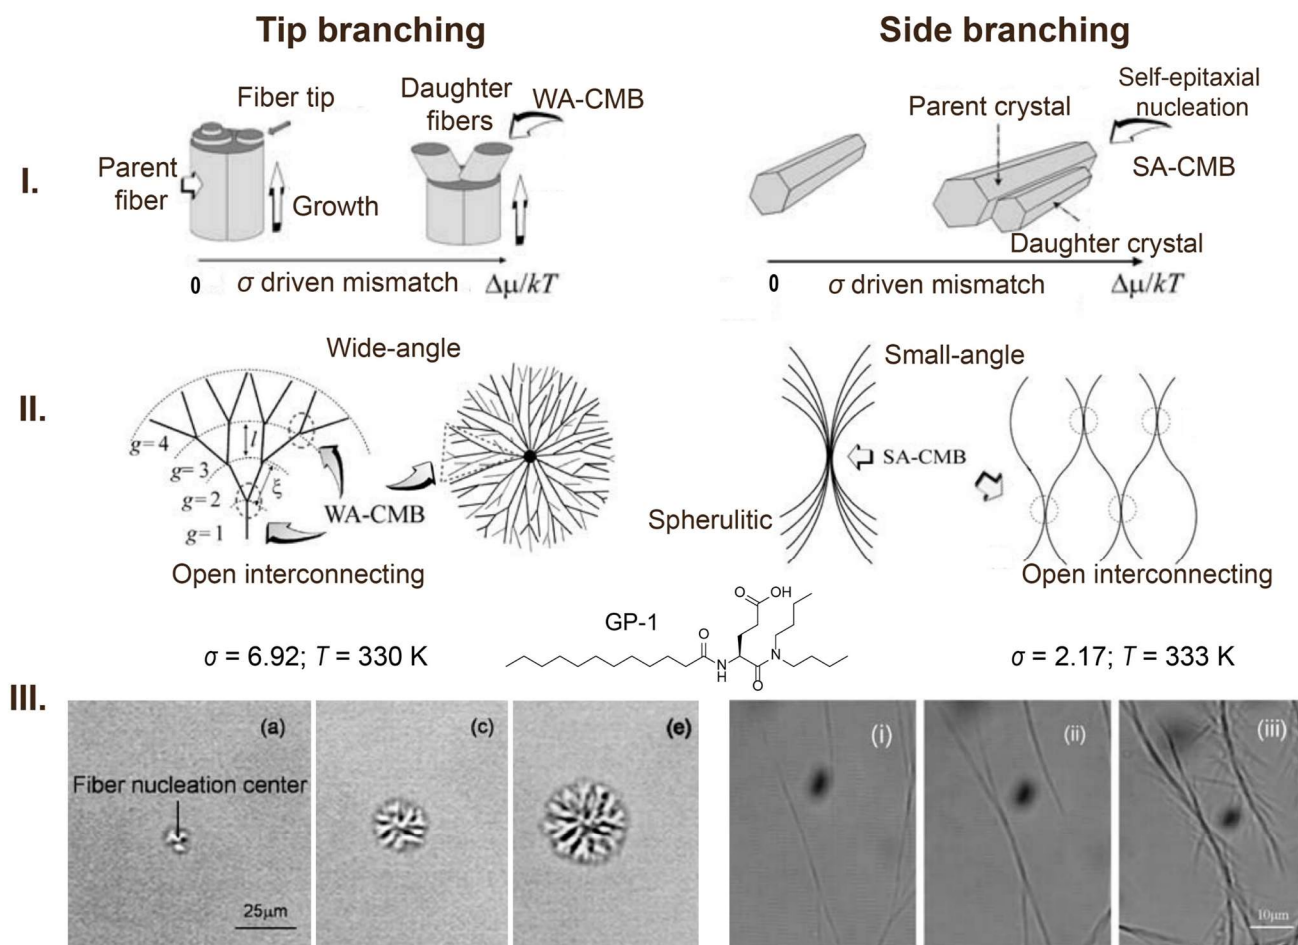 Tip branching
Side branching
I.
Fiber tip
Parent
fiber
Growth
Daughter
fibers
WA-CMB
0
σ driven mismatch
Δμ/kT
Parent crystal
Self-epitaxial
nucleation
SA-CMB
Daughter crystal
0
σ driven mismatch
Δμ/kT
II.
Wide-angle
g=4
g=3
g=2
g=1
l
ξ
WA-CMB
Open interconnecting
Small-angle
SA-CMB
Spherulitic
Open interconnecting
σ = 6.92; T = 330 K
GP-1
O
OH
O
N
H
O
N
σ = 2.17; T = 333 K
III.
(a)
Fiber nucleation center
25μm
(c)
(e)
(i)
(ii)
(iii)
10μm